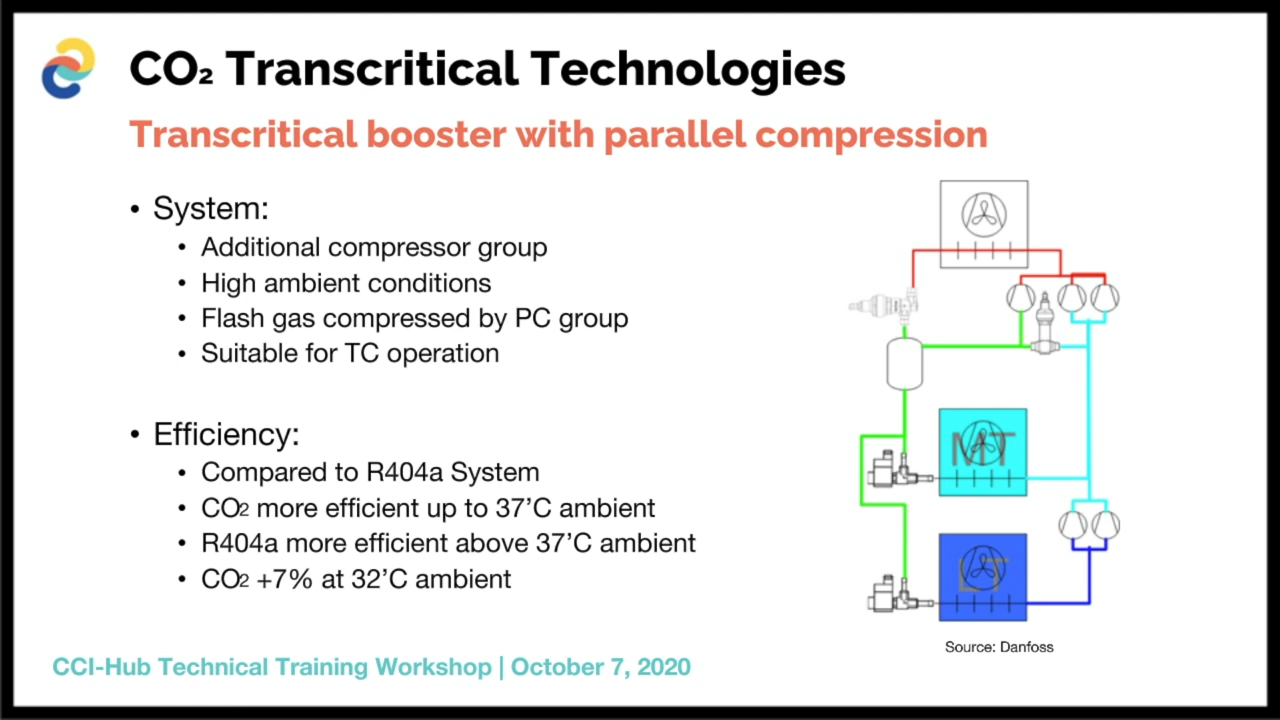 CO₂ Transcritical Technologies
Transcritical booster with parallel compression
• System:
• Additional compressor group
• High ambient conditions
• Flash gas compressed by PC group
• Suitable for TC operation
• Efficiency:
• Compared to R404a System
• CO₂ more efficient up to 37’C ambient
• R404a more efficient above 37’C ambient
• CO₂ +7% at 32’C ambient
MT
LT
Source: Danfoss
CCI-Hub Technical Training Workshop | October 7, 2020